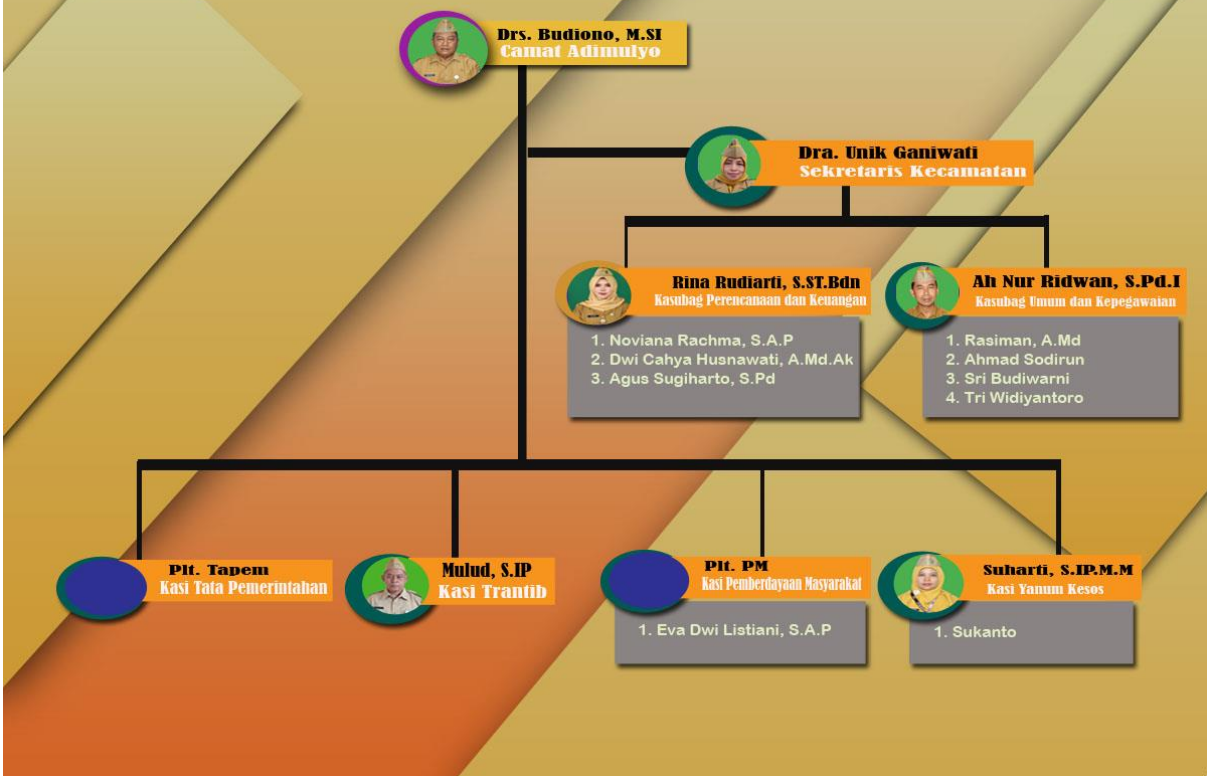 Drs. Budiono, M.SI
Camat Adimulyo
Dra. Unik Ganiwati
Sekretaris Kecamatan
Rina Rudiarti, S.ST.Bdn
Kasubag Perencanaan dan Keuangan
1. Noviana Rachma, S.A.P
2. Dwi Cahya Husnawati, A.Md.Ak
3. Agus Sugiharto, S.Pd
Ah Nur Ridwan, S.Pd.I
Kasubag Umum dan Kepegawaian
1. Rasiman, A.Md
2. Ahmad Sodirun
3. Sri Budiwarni
4. Tri Widiyantoro
Plt. Tapem
Kasi Tata Pemerintahan
Mulud, S.IP
Kasi Trantib
Plt. PM
Kasi Pemberdayaan Masyarakat
1. Eva Dwi Listiani, S.A.P
Suharti, S.IP.M.M
Kasi Yanum Kesos
1. Sukanto